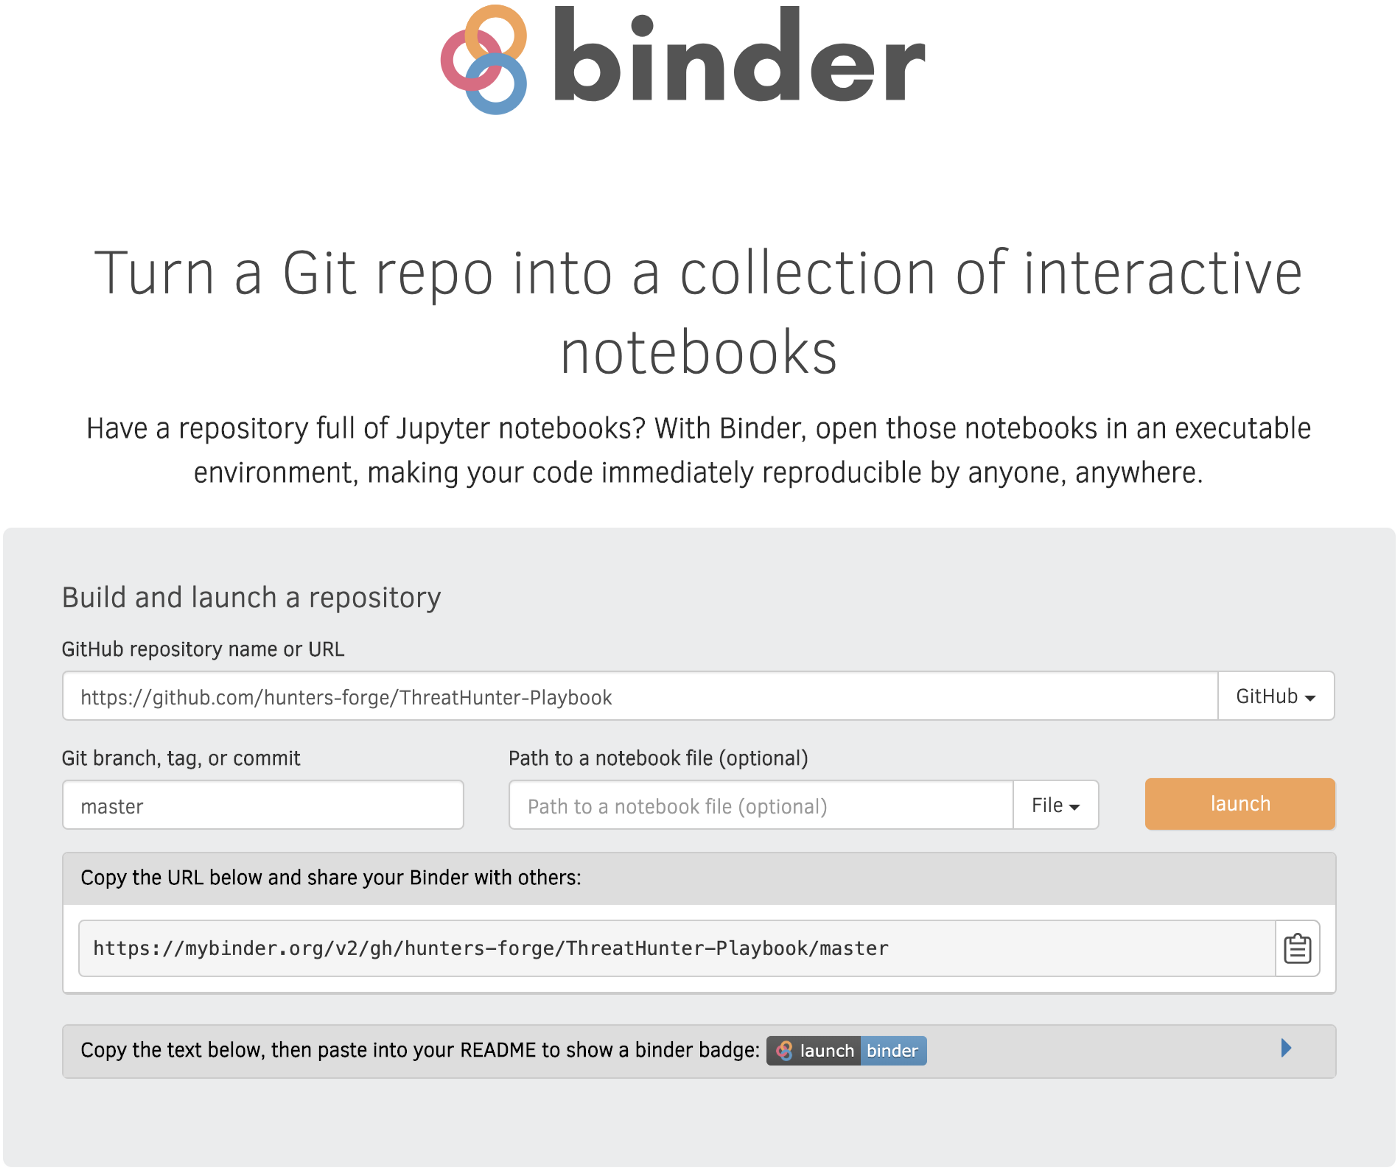 binder
Turn a Git repo into a collection of interactive
notebooks
Have a repository full of Jupyter notebooks? With Binder, open those notebooks in an executable
environment, making your code immediately reproducible by anyone, anywhere.
Build and launch a repository
GitHub repository name or URL
https://github.com/hunters-forge/ThreatHunter-Playbook GitHub
Git branch, tag, or commit Path to a notebook file (optional)
master Path to a notebook file (optional) File launch
Copy the URL below and share your Binder with others:
https://mybinder.org/v2/gh/hunters-forge/ThreatHunter-Playbook/master
Copy the text below, then paste into your README to show a binder badge: launch binder